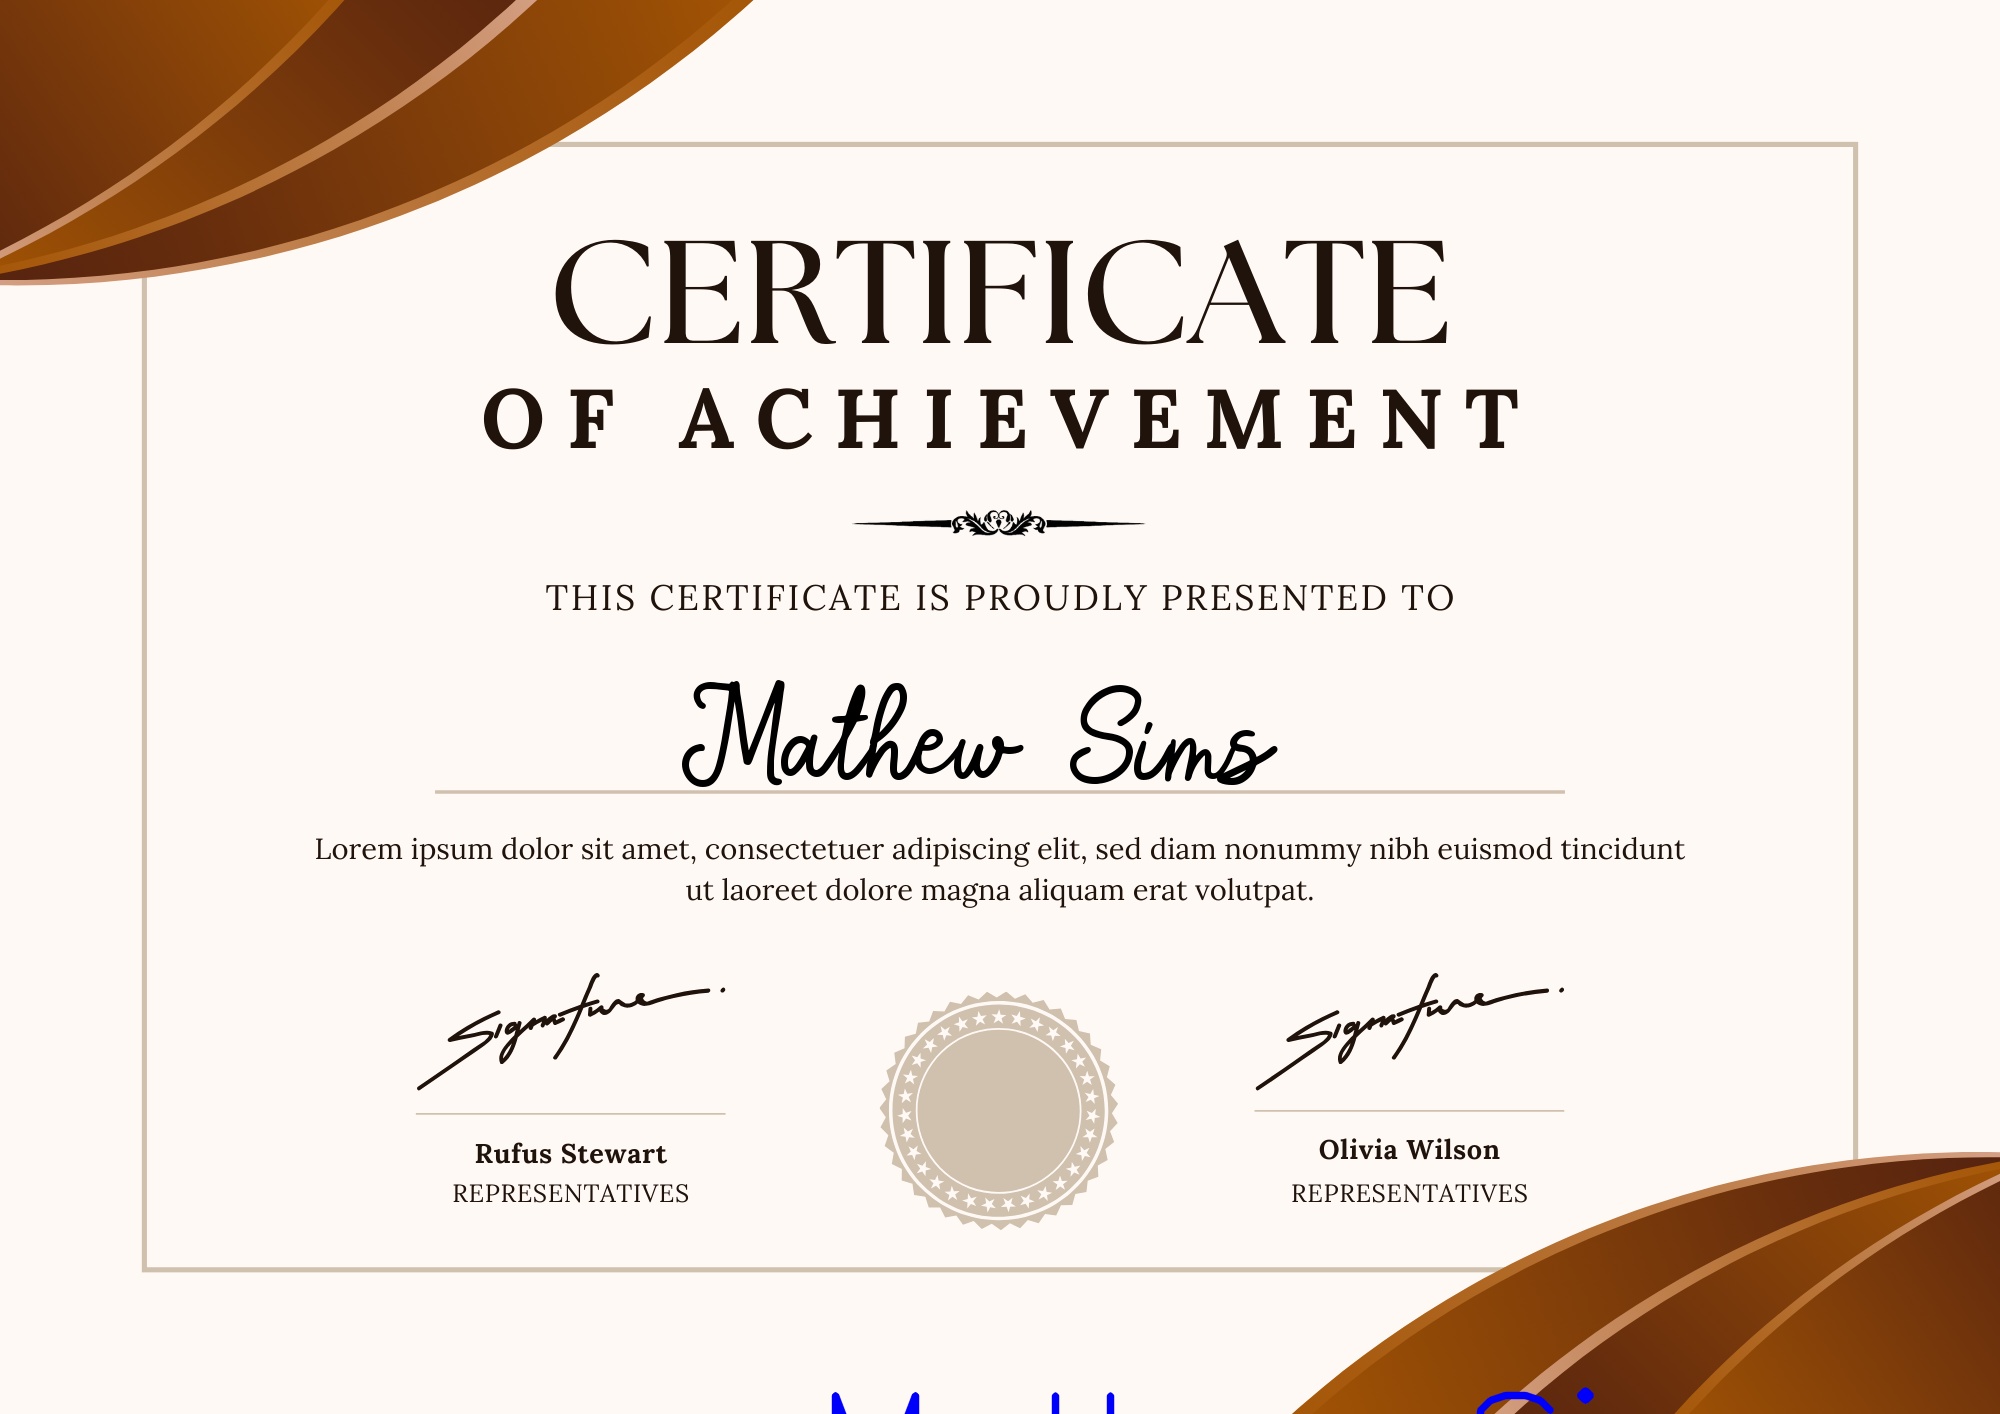 CERTIFICATE
OF ACHIEVEMENT
THIS CERTIFICATE IS PROUDLY PRESENTED TO
Mathew Sims
Lorem ipsum dolor sit amet, consectetuer adipiscing elit, sed diam nonummy nibh euismod tincidunt
ut laoreet dolore magna aliquam erat volutpat.
Signature
Signature
Rufus Stewart
Olivia Wilson
REPRESENTATIVES
REPRESENTATIVES